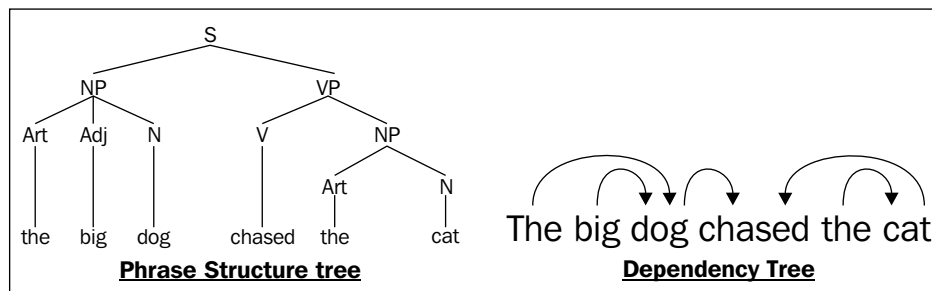 S
NP VP
Art Adj N V NP
Art N
the big dog chased the cat
The big dog chased the cat
Phrase Structure tree
Dependency Tree